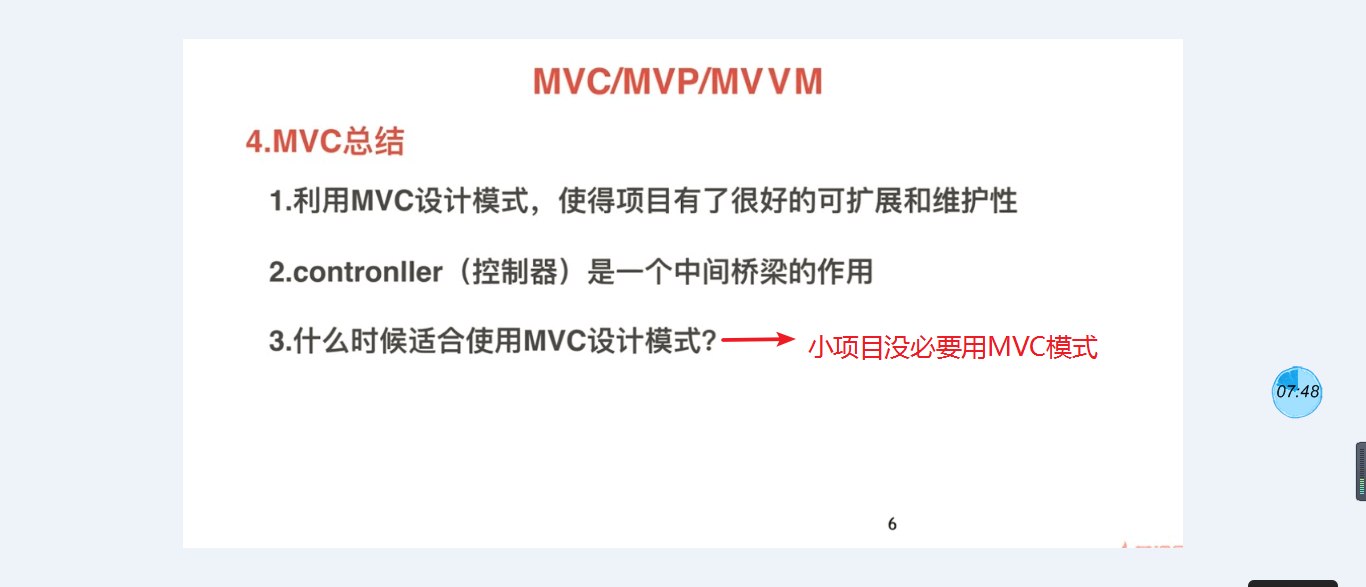 MVC/MVP/MVVM
4.MVC总结
1.利用MVC设计模式，使得项目有了很好的可扩展和维护性
2.contronller（控制器）是一个中间桥梁的作用
3.什么时候适合使用MVC设计模式?
小项目没必要用MVC模式
07:48
6